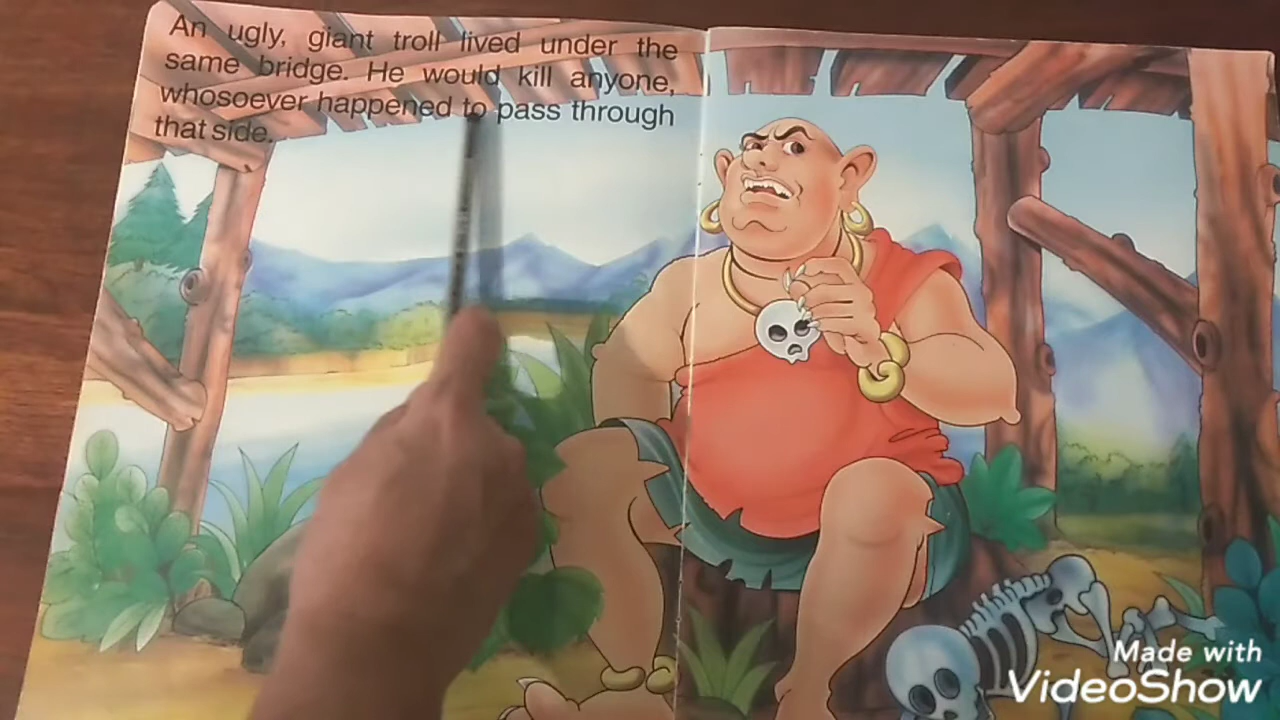 An ugly, giant troll lived under the
same bridge. He would kill anyone,
whosoever happened to pass through
that side.
Made with
VideoShow